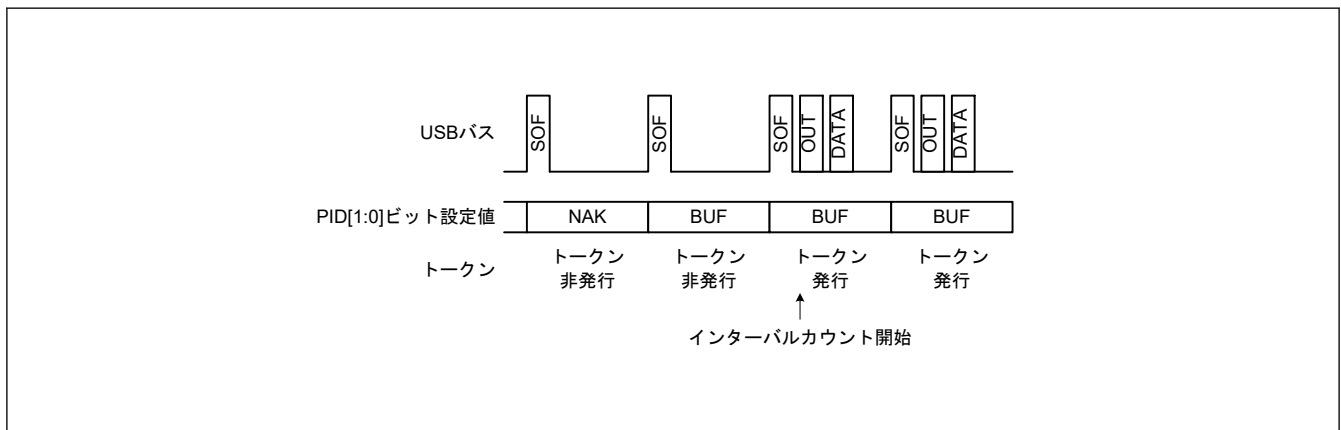 USBバス
SOF
SOF
SOF
OUT
DATA
SOF
OUT
DATA
PID[1:0]ビット設定値
NAK
BUF
BUF
BUF
トークン
トークン
非発行
トークン
非発行
トークン
発行
トークン
発行
インターバルカウント開始